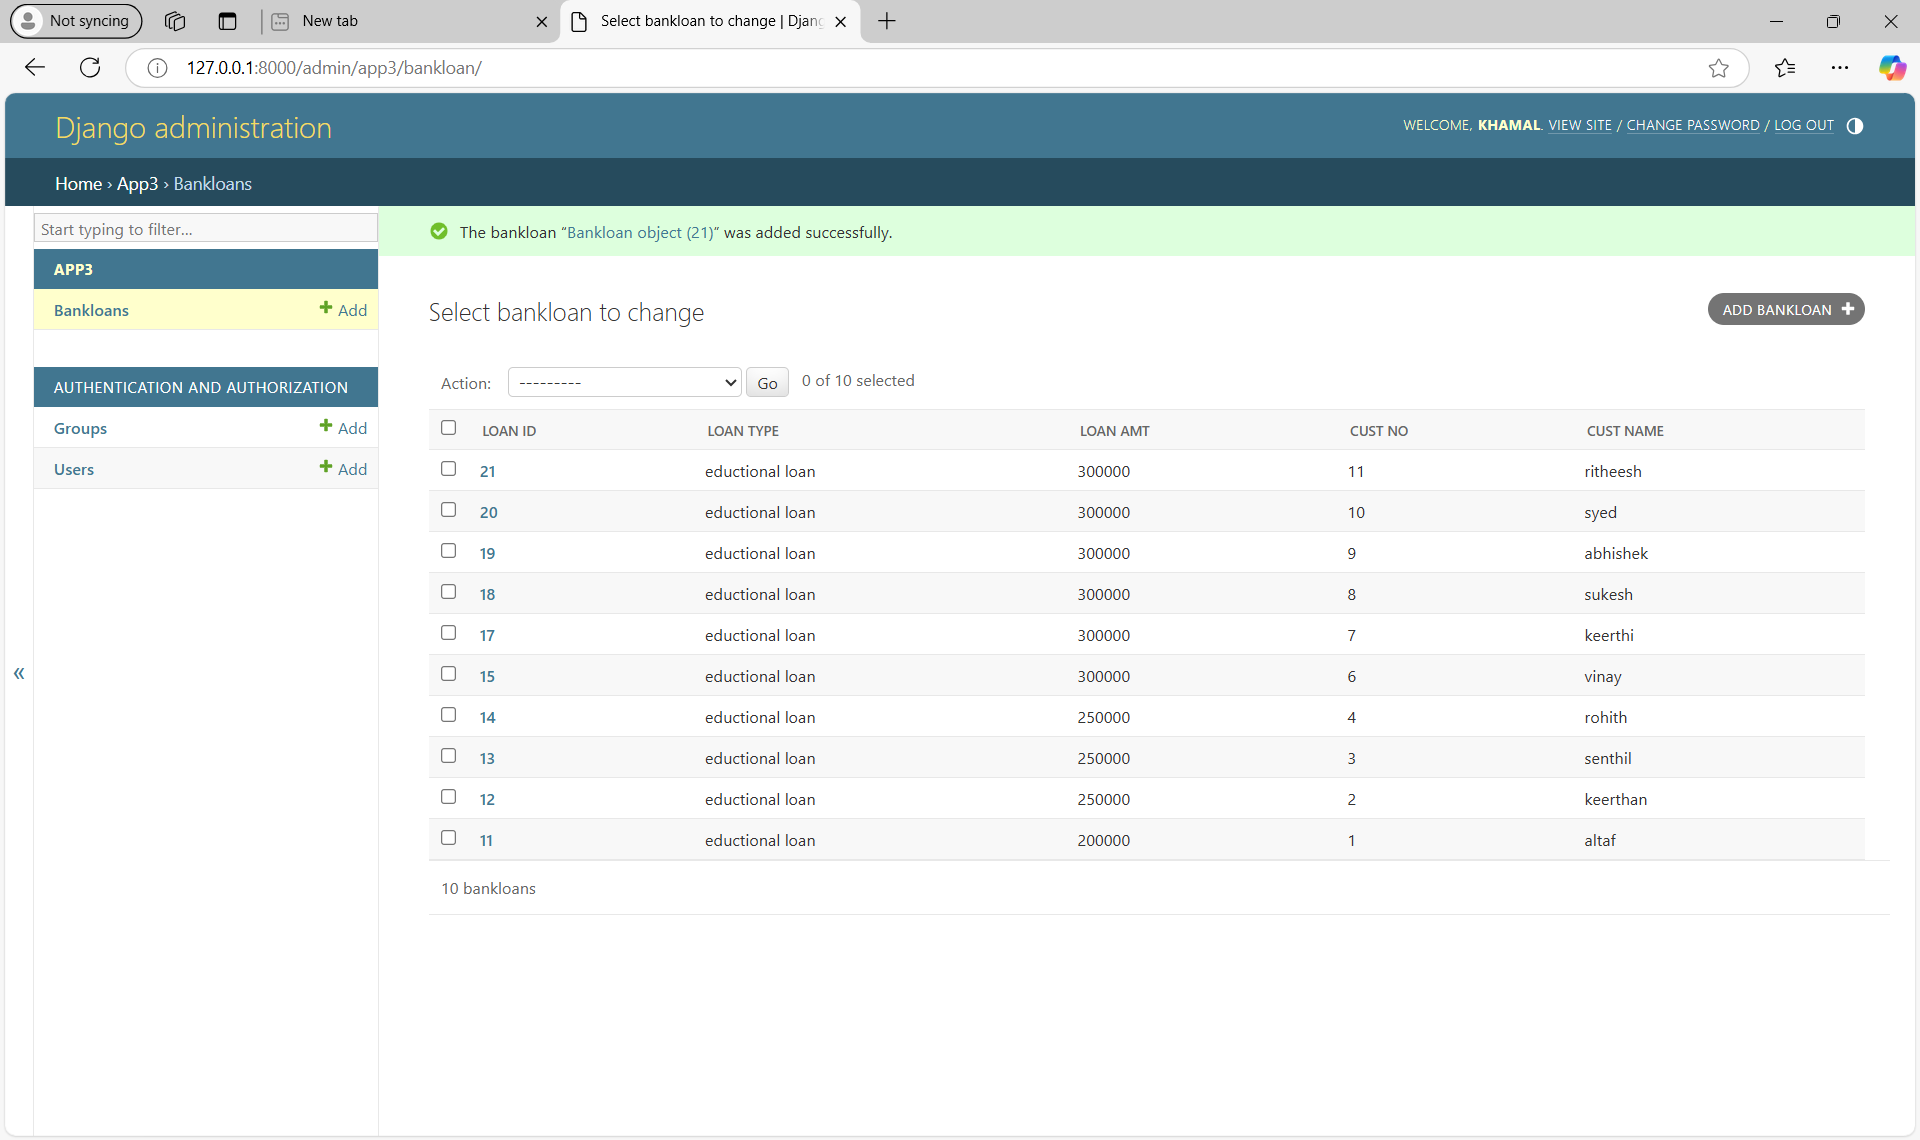 Not syncing
New tab
Select bankloan to change | Djang
127.0.0.1:8000/admin/app3/bankloan/
Django administration
WELCOME, KHAMAL. VIEW SITE / CHANGE PASSWORD / LOG OUT
Home › App3 › Bankloans
Start typing to filter...
APP3
Bankloans Add
AUTHENTICATION AND AUTHORIZATION
Groups Add
Users Add
«
The bankloan “Bankloan object (21)” was added successfully.
Select bankloan to change
ADD BANKLOAN
Action: --------- Go 0 of 10 selected
LOAN ID LOAN TYPE LOAN AMT CUST NO CUST NAME
21 eductional loan 300000 11 ritheesh
20 eductional loan 300000 10 syed
19 eductional loan 300000 9 abhishek
18 eductional loan 300000 8 sukesh
17 eductional loan 300000 7 keerthi
15 eductional loan 300000 6 vinay
14 eductional loan 250000 4 rohith
13 eductional loan 250000 3 senthil
12 eductional loan 250000 2 keerthan
11 eductional loan 200000 1 altaf
10 bankloans